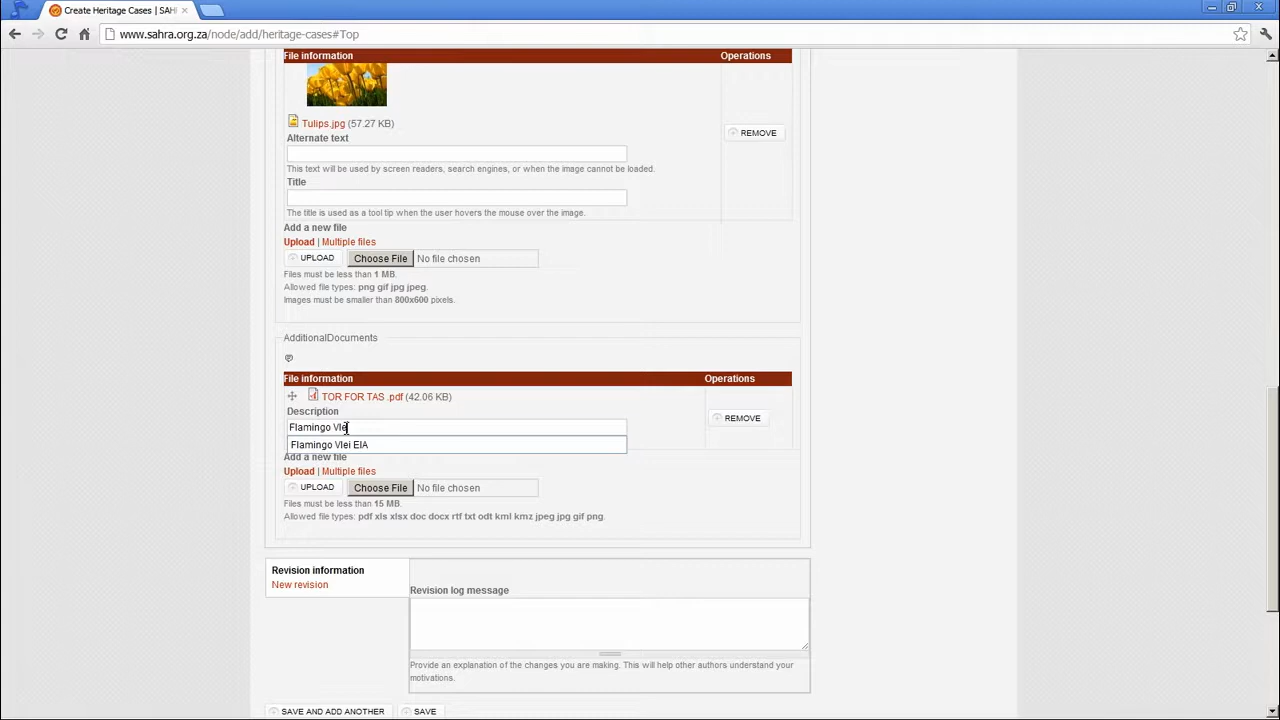 Create Heritage Cases | SAH
www.sahra.org.za/node/add/heritage-cases#Top
File information Operations
Tulips.jpg (57.27 KB)
REMOVE
Alternate text
This text will be used by screen readers, search engines, or when the image cannot be loaded.
Title
The title is used as a tool tip when the user hovers the mouse over the image.
Add a new file
Upload | Multiple files
UPLOAD Choose File No file chosen
Files must be less than 1 MB.
Allowed file types: png gif jpg jpeg.
Images must be smaller than 800x600 pixels.
AdditionalDocuments
File information Operations
TOR FOR TAS .pdf (42.06 KB)
Description
REMOVE
Flamingo Vlei
Flamingo Vlei EIA
Add a new file
Upload | Multiple files
UPLOAD Choose File No file chosen
Files must be less than 15 MB.
Allowed file types: pdf xls xlsx doc docx rtf txt odt kml kmz jpeg jpg gif png.
Revision information
New revision
Revision log message
Provide an explanation of the changes you are making. This will help other authors understand your
motivations.
SAVE AND ADD ANOTHER SAVE